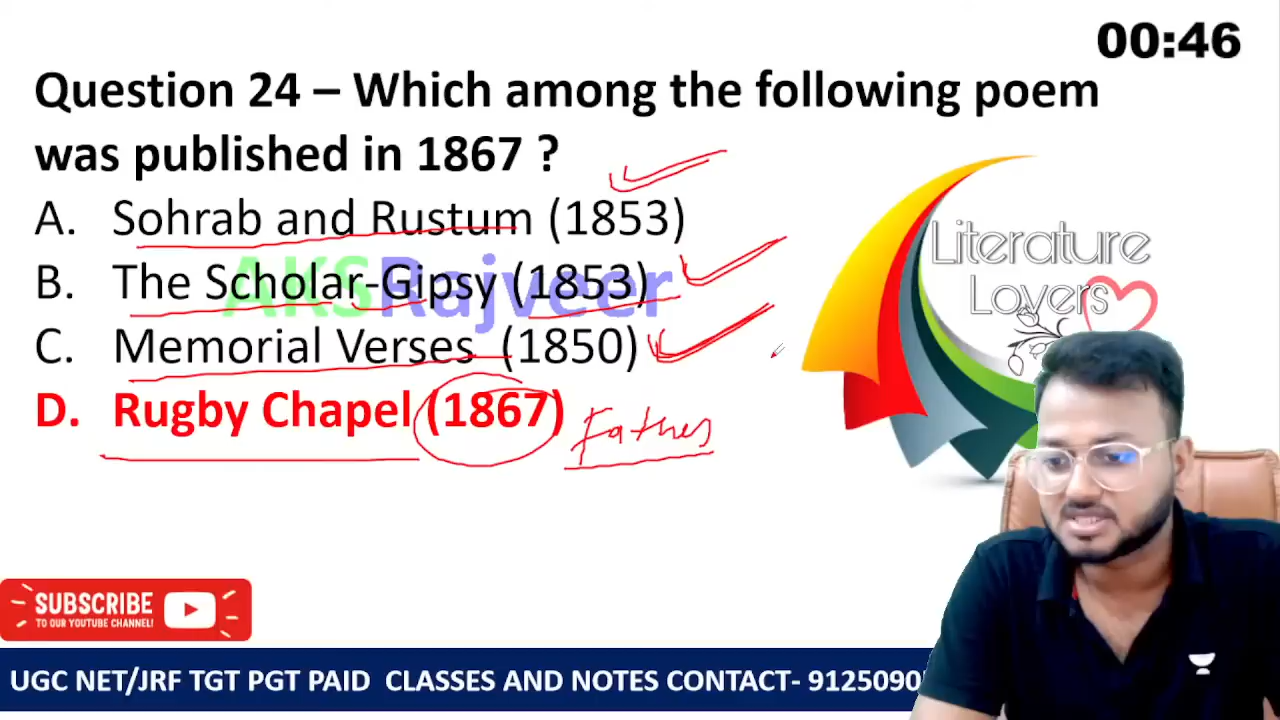 00:46
Question 24 – Which among the following poem
was published in 1867 ?
A. Sohrab and Rustum (1853)
B. The Scholar-Gipsy (1853)
C. Memorial Verses (1850)
D. Rugby Chapel (1867)
Father
AKSRajveer
Literature
Lovers
SUBSCRIBE
TO OUR YOUTUBE CHANNEL!
UGC NET/JRF TGT PGT PAID CLASSES AND NOTES CONTACT- 9125090